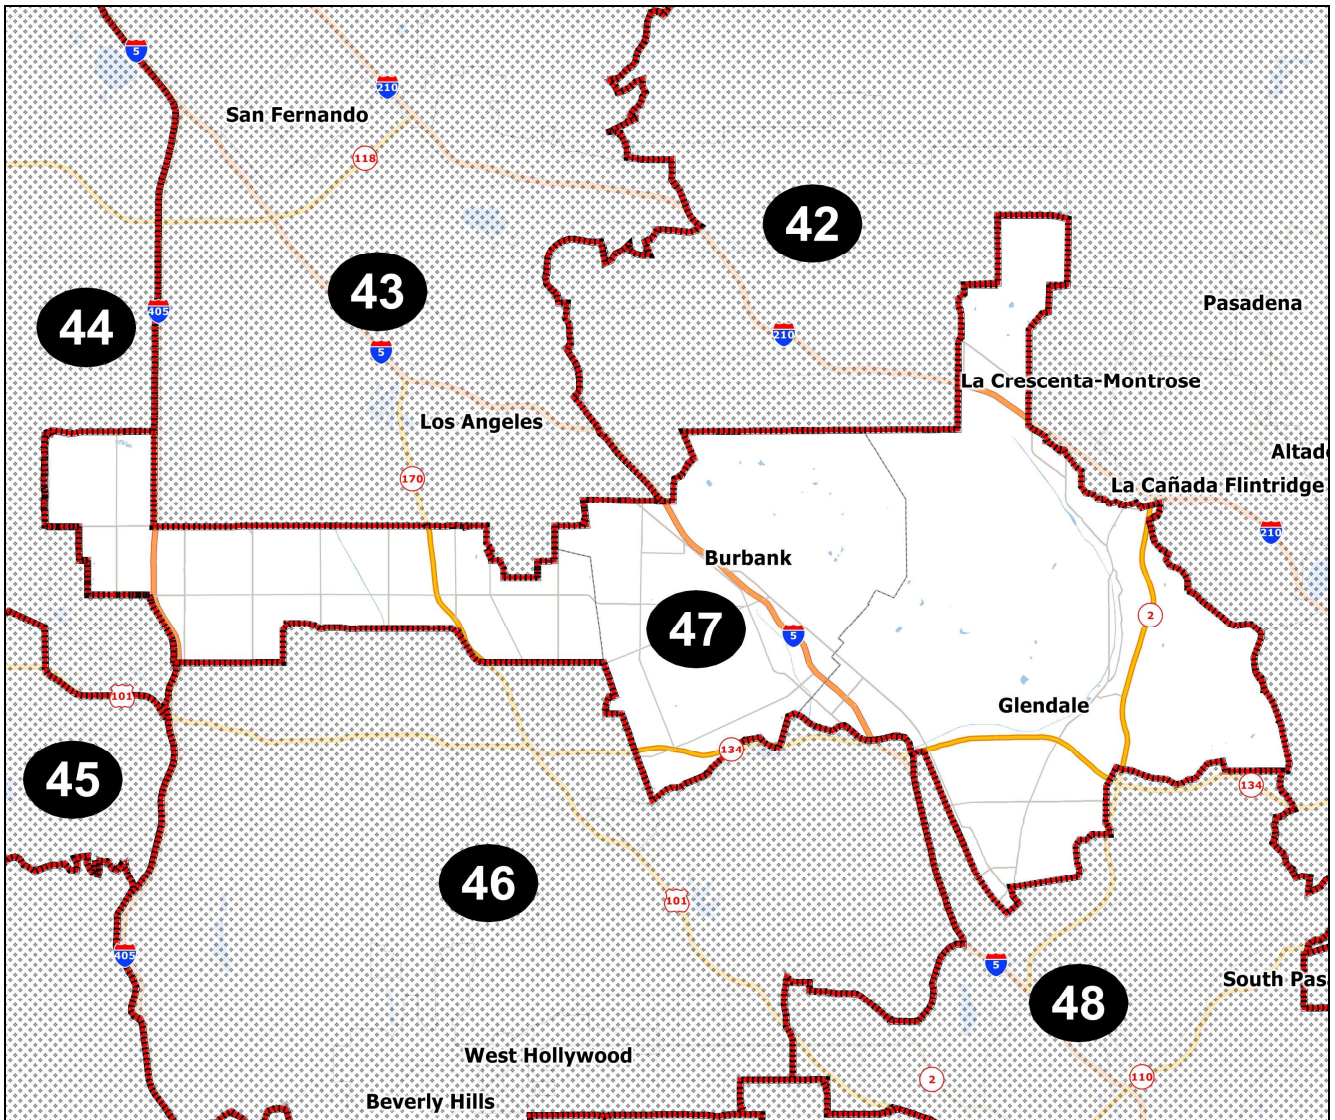 5
210
San Fernando
118
42
43
44
405
Pasadena
210
5
La Crescenta-Montrose
Los Angeles
Altade
170
La Cañada Flintridge
210
Burbank
2
47
5
101
Glendale
134
45
134
46
101
405
5
South Pas
48
West Hollywood
2
110
Beverly Hills